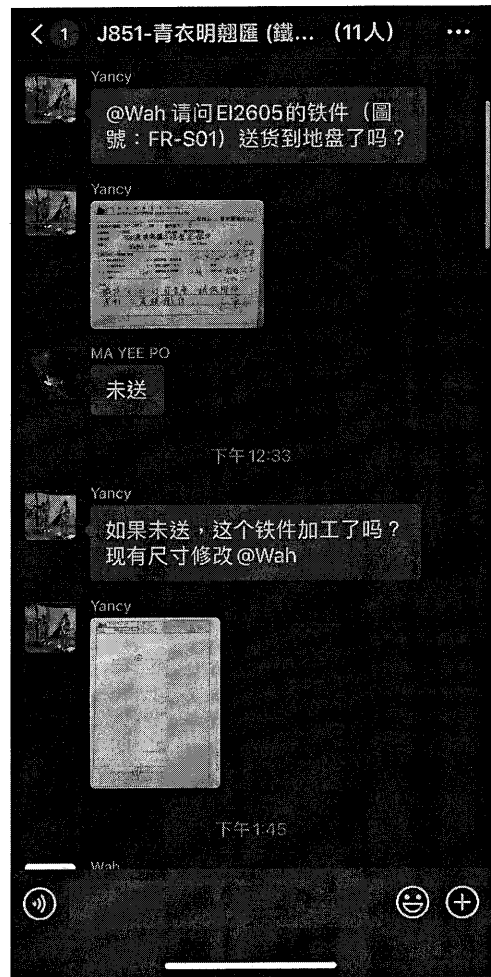 1 J851-青衣明翹匯 (鐵... (11人)
Yancy
@Wah 请问EI2605的铁件（圖
號：FR-S01）送货到地盘了吗？
Yancy
MA YEE PO
未送
下午12:33
Yancy
如果未送，这个铁件加工了吗？
现有尺寸修改 @Wah
Yancy
下午1:45
Wah